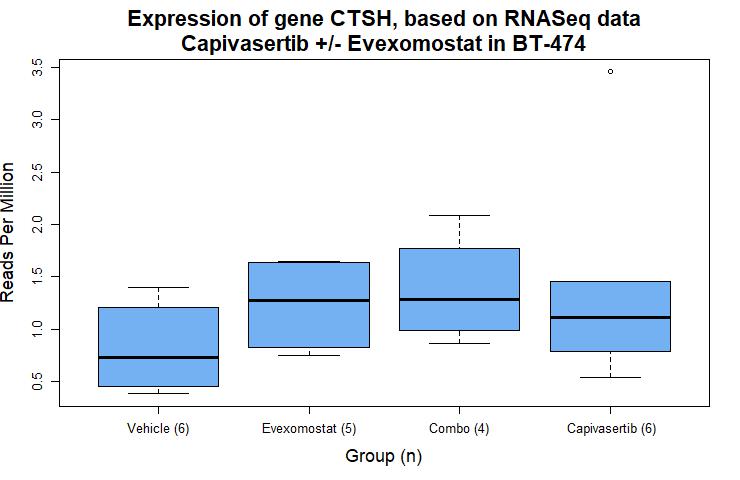 Expression of gene CTSH, based on RNASeq data
Capivasertib +/- Evexomostat in BT-474
Reads Per Million
3.5
3.0
2.5
2.0
1.5
1.0
0.5
Vehicle (6)
Evexomostat (5)
Combo (4)
Capivasertib (6)
Group (n)